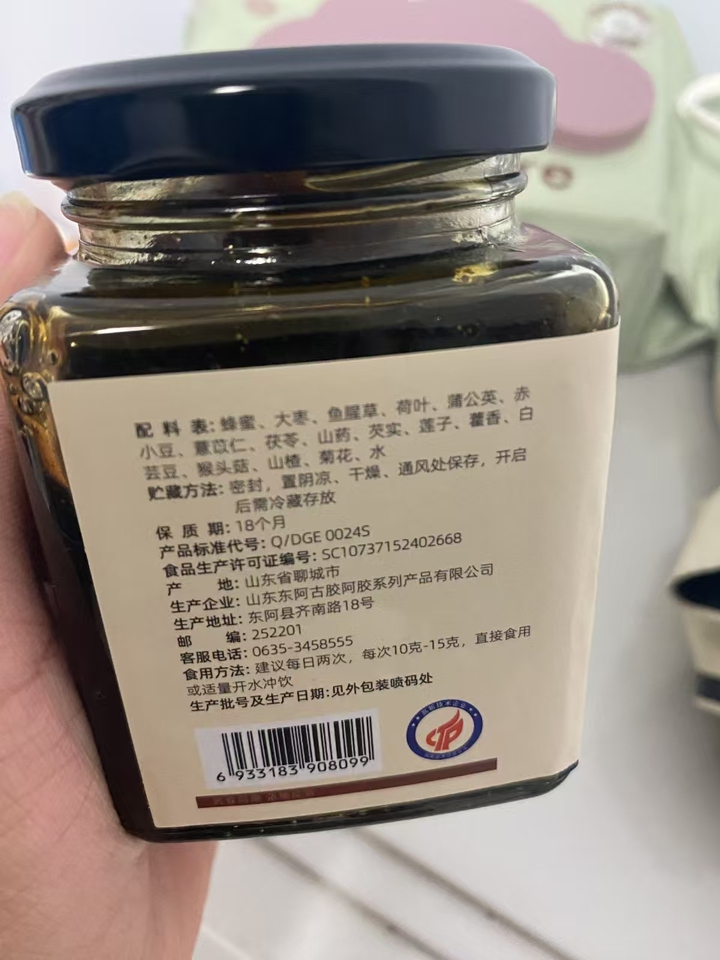 配 料 表:蜂蜜、大枣、鱼腥草、荷叶、蒲公英、赤
小豆、薏苡仁、茯苓、山药、芡实、莲子、藿香、白
芸豆、猴头菇、山楂、菊花、水
贮藏方法:密封，置阴凉、干燥、通风处保存，开启
后需冷藏存放
保 质 期:18个月
产品标准代号:Q/DGE 0024S
食品生产许可证编号:SC10737152402668
产 地:山东省聊城市
生产企业:山东东阿古胶阿胶系列产品有限公司
生产地址:东阿县齐南路18号
邮 编:252201
客服电话:0635-3458555
食用方法:建议每日两次，每次10克-15克，直接食用
或适量开水冲饮
生产批号及生产日期:见外包装喷码处
6 933183 908099